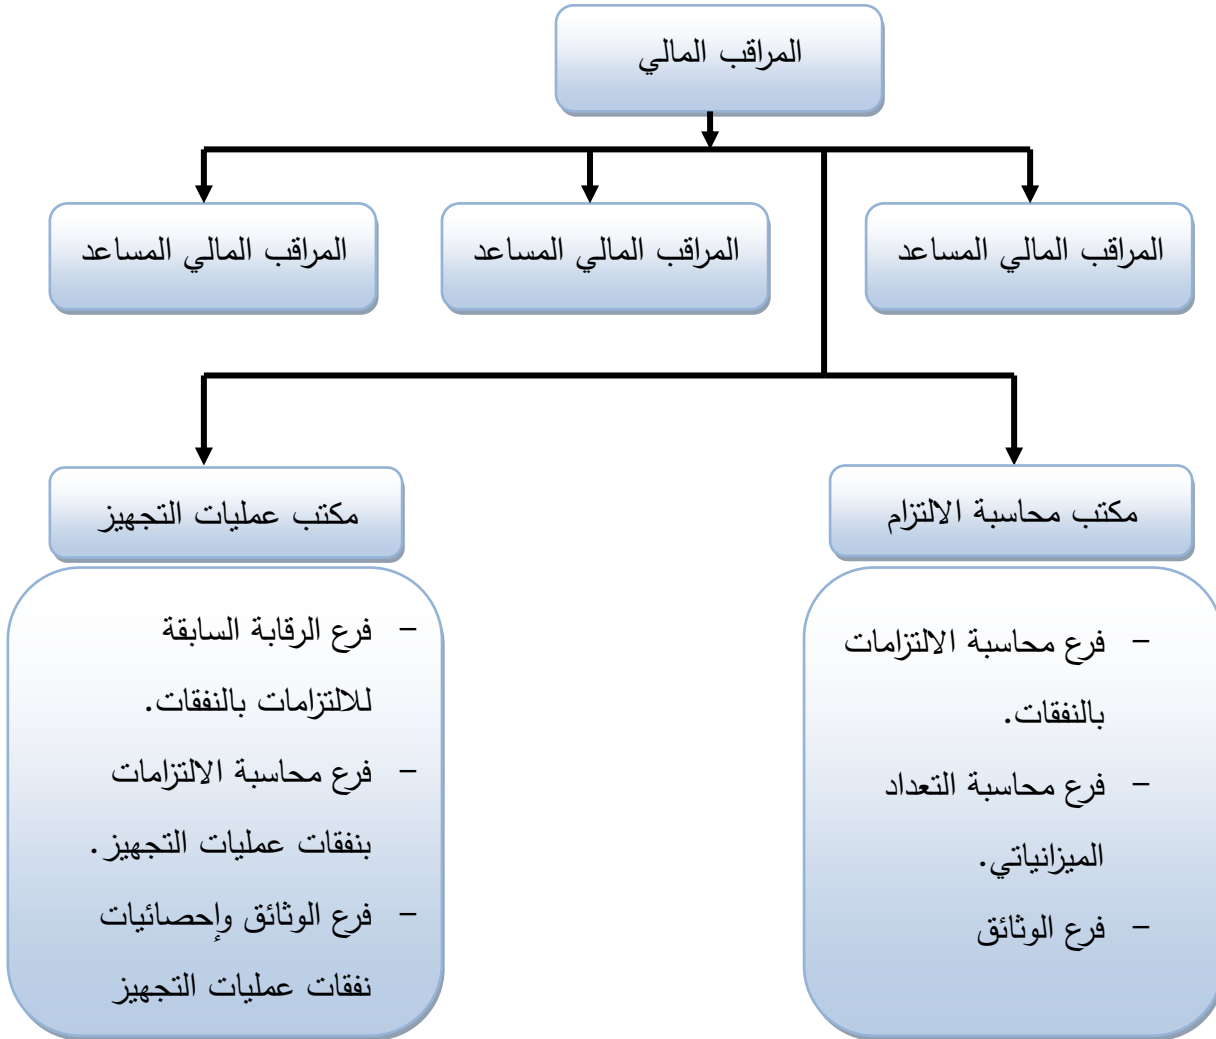 المراقب المالي
المراقب المالي المساعد
المراقب المالي المساعد
المراقب المالي المساعد
مكتب محاسبة الالتزام
– فرع محاسبة الالتزامات
بالنفقات.
– فرع محاسبة التعداد
الميزانياتي.
– فرع الوثائق
مكتب عمليات التجهيز
– فرع الرقابة السابقة
للالتزامات بالنفقات.
– فرع محاسبة الالتزامات
بنفقات عمليات التجهيز.
– فرع الوثائق وإحصائيات
نفقات عمليات التجهيز